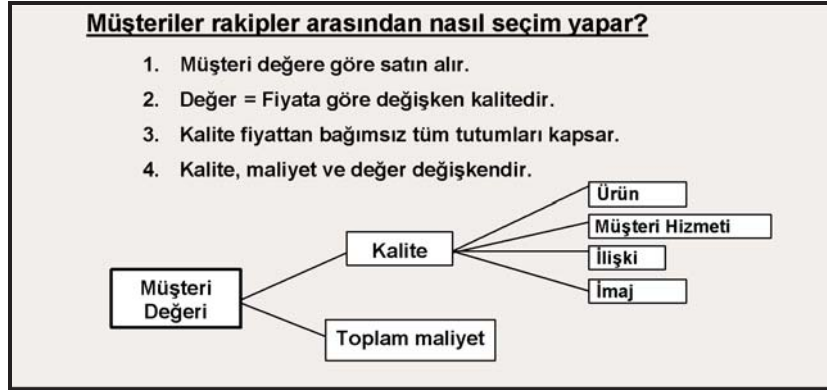 Müşteriler rakipler arasından nasıl seçim yapar?
1. Müşteri değere göre satın alır.
2. Değer = Fiyata göre değişken kalitedir.
3. Kalite fiyattan bağımsız tüm tutumları kapsar.
4. Kalite, maliyet ve değer değişkendir.
Ürün
Müşteri Hizmeti
Kalite
İlişki
İmaj
Müşteri
Değeri
Toplam maliyet